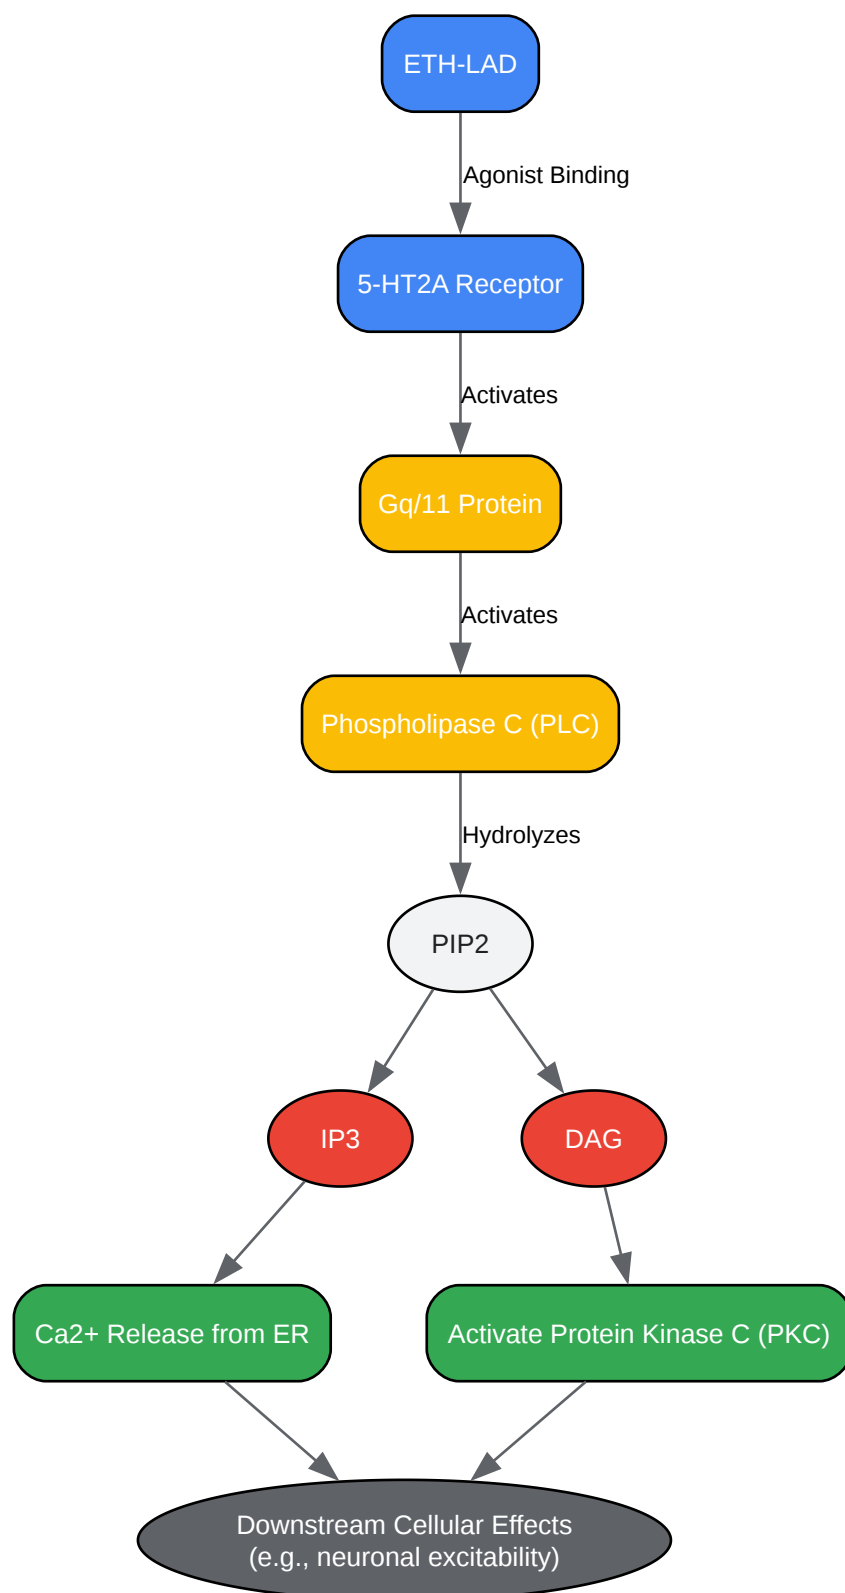 ETH-LAD
Agonist Binding
5-HT2A Receptor
Activates
Gq/11 Protein
Activates
Phospholipase C (PLC)
Hydrolyzes
PIP2
IP3
DAG
Ca2+ Release from ER
Activate Protein Kinase C (PKC)
Downstream Cellular Effects
(e.g., neuronal excitability)